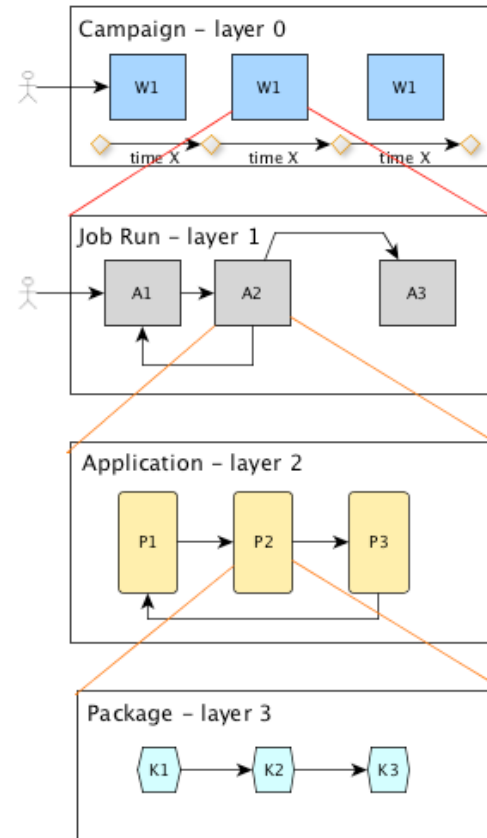 Campaign – layer 0
W1 W1 W1
time X time X time X
Job Run – layer 1
A1 A2 A3
Application – layer 2
P1 P2 P3
Package – layer 3
K1 K2 K3